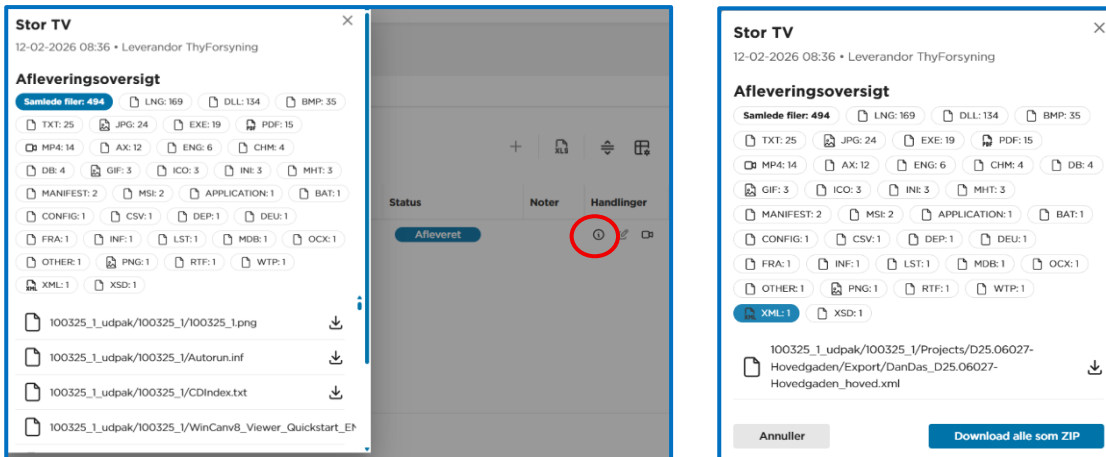 Stor TV
12-02-2026 08:36 • Leverandor ThyForsyning
Afleveringsoversigt
Samlede filer: 494 LNG: 169 DLL: 134 BMP: 35
TXT: 25 JPG: 24 EXE: 19 PDF: 15
MP4: 14 AX: 12 ENG: 6 CHM: 4
DB: 4 GIF: 3 ICO: 3 INI: 3 MHT: 3
MANIFEST: 2 MSI: 2 APPLICATION: 1 BAT: 1
CONFIG: 1 CSV: 1 DEP: 1 DEU: 1
FRA: 1 INF: 1 LST: 1 MDB: 1 OCX: 1
OTHER: 1 PNG: 1 RTF: 1 WTP: 1
XML: 1 XSD: 1
100325_1_udpak/100325_1/100325_1.png
100325_1_udpak/100325_1/Autorun.inf
100325_1_udpak/100325_1/CDIndex.txt
100325_1_udpak/100325_1/WinCanv8_Viewer_Quickstart_EN
XLS
Status Noter Handlinger
Afleveret
Stor TV
12-02-2026 08:36 • Leverandor ThyForsyning
Afleveringsoversigt
Samlede filer: 494 LNG: 169 DLL: 134 BMP: 35
TXT: 25 JPG: 24 EXE: 19 PDF: 15
MP4: 14 AX: 12 ENG: 6 CHM: 4 DB: 4
GIF: 3 ICO: 3 INI: 3 MHT: 3
MANIFEST: 2 MSI: 2 APPLICATION: 1 BAT: 1
CONFIG: 1 CSV: 1 DEP: 1 DEU: 1
FRA: 1 INF: 1 LST: 1 MDB: 1 OCX: 1
OTHER: 1 PNG: 1 RTF: 1 WTP: 1
XML: 1 XSD: 1
100325_1_udpak/100325_1/Projects/D25.06027-
Hovedgaden/Export/DanDas_D25.06027-
Hovedgaden_hoved.xml
Annuller Download alle som ZIP